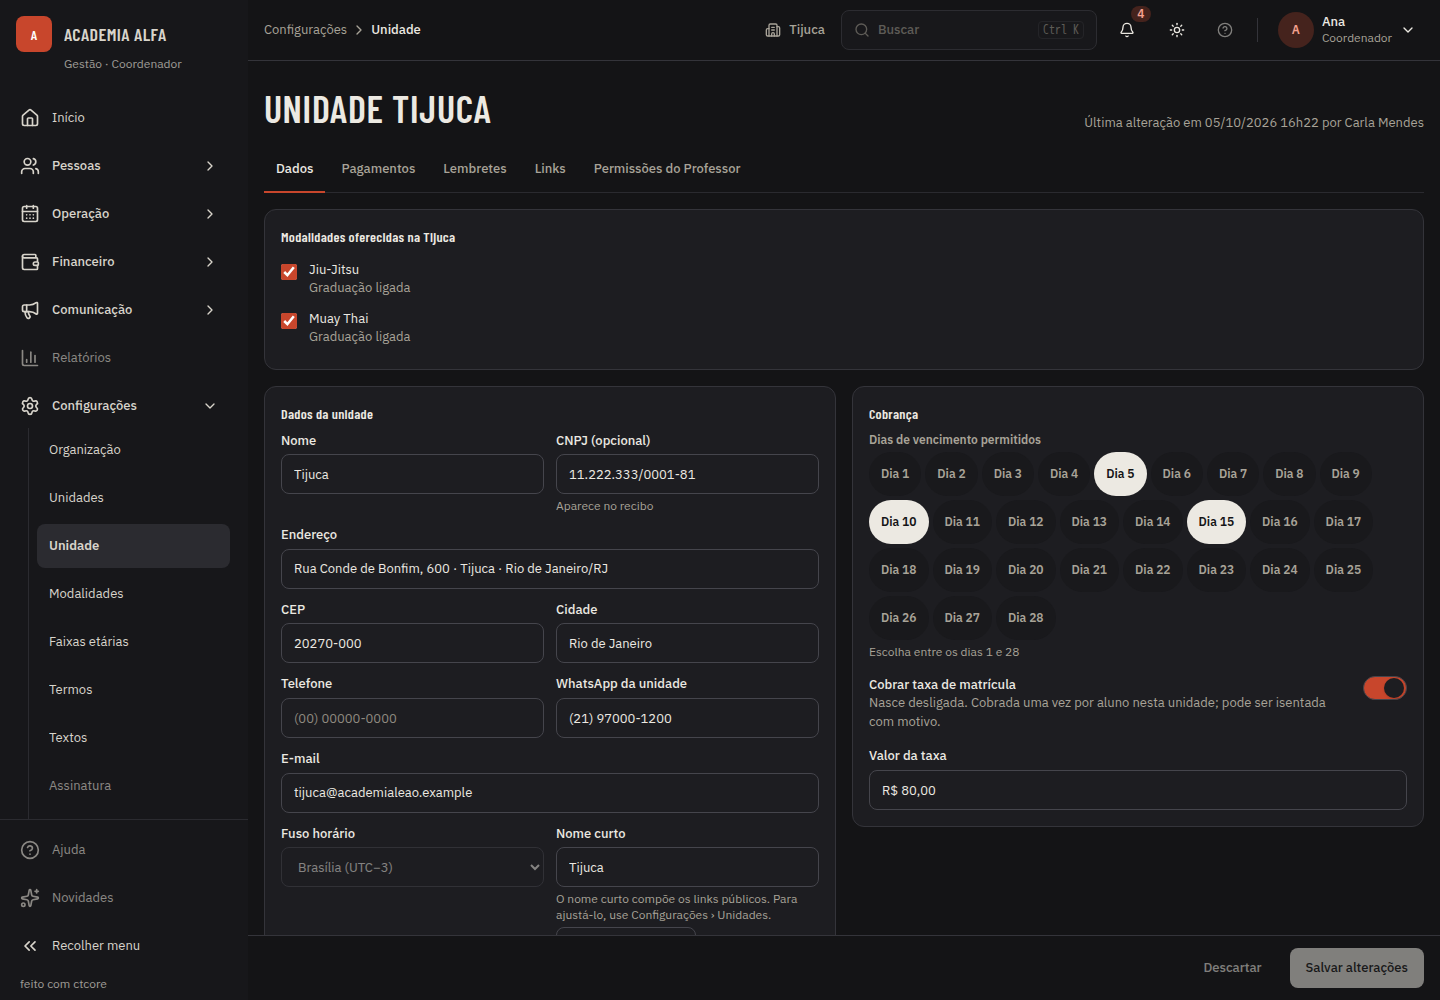 A
ACADEMIA ALFA
Gestão · Coordenador
Início
Pessoas
Operação
Financeiro
Comunicação
Relatórios
Configurações
Organização
Unidades
Unidade
Modalidades
Faixas etárias
Termos
Textos
Assinatura
Ajuda
Novidades
Recolher menu
feito com ctcore
Configurações > Unidade
Tijuca
Buscar
Ctrl K
4
A
Ana
Coordenador
UNIDADE TIJUCA
Última alteração em 05/10/2026 16h22 por Carla Mendes
Dados
Pagamentos
Lembretes
Links
Permissões do Professor
Modalidades oferecidas na Tijuca
Jiu-Jitsu
Graduação ligada
Muay Thai
Graduação ligada
Dados da unidade
Nome
Tijuca
CNPJ (opcional)
11.222.333/0001-81
Aparece no recibo
Endereço
Rua Conde de Bonfim, 600 · Tijuca · Rio de Janeiro/RJ
CEP
20270-000
Cidade
Rio de Janeiro
Telefone
(00) 00000-0000
WhatsApp da unidade
(21) 97000-1200
E-mail
tijuca@academialeao.example
Fuso horário
Brasília (UTC−3)
Nome curto
Tijuca
O nome curto compõe os links públicos. Para
ajustá-lo, use Configurações › Unidades.
Cobrança
Dias de vencimento permitidos
Dia 1
Dia 2
Dia 3
Dia 4
Dia 5
Dia 6
Dia 7
Dia 8
Dia 9
Dia 10
Dia 11
Dia 12
Dia 13
Dia 14
Dia 15
Dia 16
Dia 17
Dia 18
Dia 19
Dia 20
Dia 21
Dia 22
Dia 23
Dia 24
Dia 25
Dia 26
Dia 27
Dia 28
Escolha entre os dias 1 e 28
Cobrar taxa de matrícula
Nasce desligada. Cobrada uma vez por aluno nesta unidade; pode ser isentada
com motivo.
Valor da taxa
R$ 80,00
Descartar
Salvar alterações